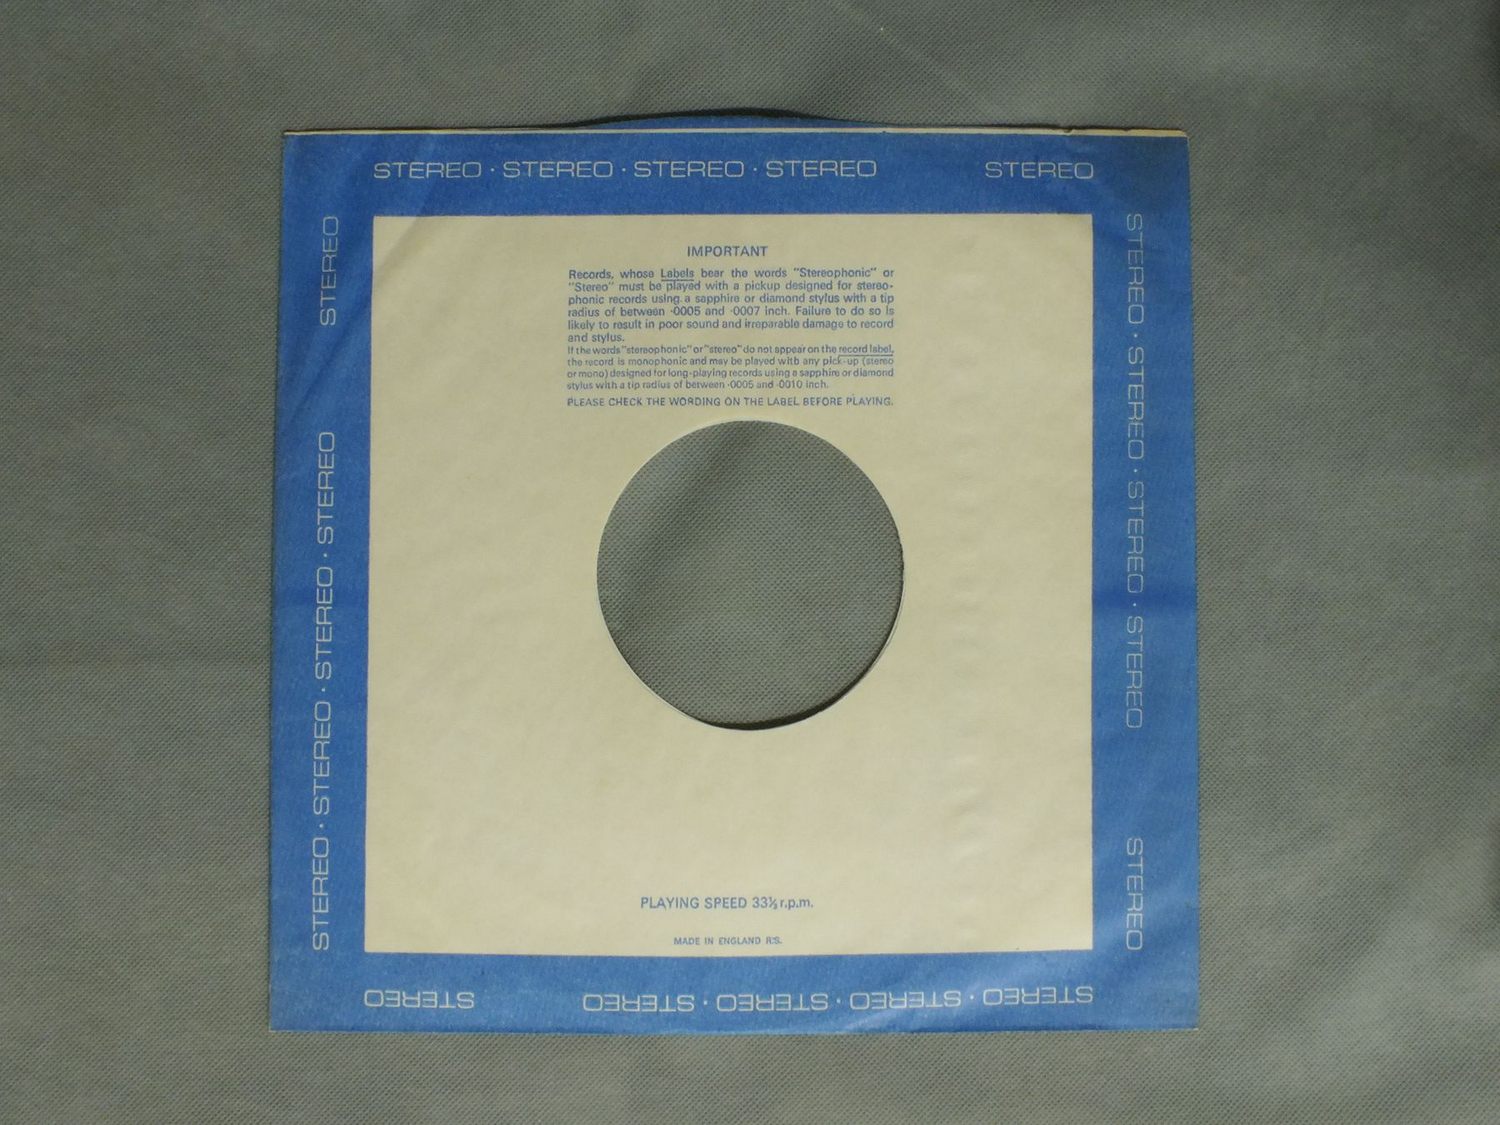 STEREO · STEREO · STEREO · STEREO STEREO
IMPORTANT
Records, whose Labels bear the words "Stereophonic" or
"Stereo" must be played with a pickup designed for stereo-
phonic records using a sapphire or diamond stylus with a tip
radius of between ·0005 and ·0007 inch. Failure to do so is
likely to result in poor sound and irreparable damage to record
and stylus.
If the words "stereophonic" or "stereo" do not appear on the record label,
the record is monophonic and may be played with any pick-up (stereo
or mono) designed for long-playing records using a sapphire or diamond
stylus with a tip radius of between ·0005 and ·0010 inch.
PLEASE CHECK THE WORDING ON THE LABEL BEFORE PLAYING.
PLAYING SPEED 33⅓ r.p.m.
MADE IN ENGLAND R.S.
STEREO · STEREO · STEREO · STEREO STEREO
STEREO · STEREO · STEREO · STEREO STEREO
STEREO · STEREO · STEREO · STEREO STEREO